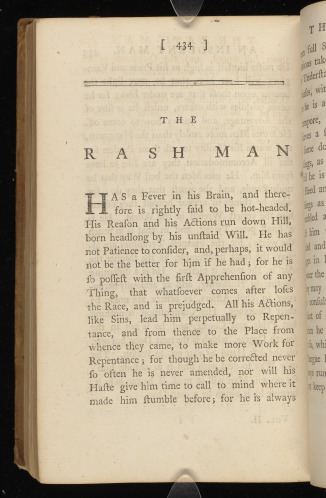 [ 434 ]
THE
RASH MAN
HAS a Fever in his Brain, and there-
fore is rightly ſaid to be hot-headed.
His Reaſon and his Actions run down Hill,
born headlong by his unſtaid Will. He has
not Patience to conſider, and, perhaps, it would
not be the better for him if he had; for he is
ſo poſſeſt with the firſt Apprehenſion of any
Thing, that whatſoever comes after loſes
the Race, and is prejudged. All his Actions,
like Sins, lead him perpetually to Repen-
tance, and from thence to the Place from
whence they came, to make more Work for
Repentance; for though he be corrected never
ſo often he is never amended, nor will his
Haſte give him time to call to mind where it
made him ſtumble before; for he is always